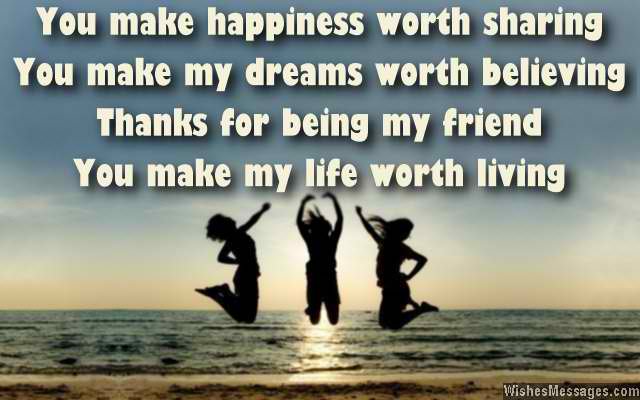 You make happiness worth sharing
You make my dreams worth believing
Thanks for being my friend
You make my life worth living
WishesMessages.com